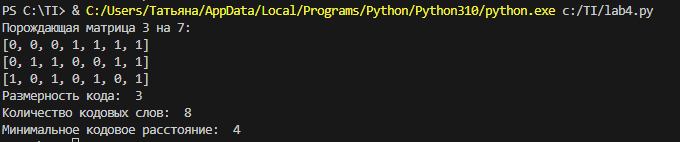 PS C:\TI> & C:/Users/Татьяна/AppData/Local/Programs/Python/Python310/python.exe c:/TI/lab4.py
Порождающая матрица 3 на 7:
[0, 0, 0, 1, 1, 1, 1]
[0, 1, 1, 0, 0, 1, 1]
[1, 0, 1, 0, 1, 0, 1]
Размерность кода:  3
Количество кодовых слов:  8
Минимальное кодовое расстояние:  4